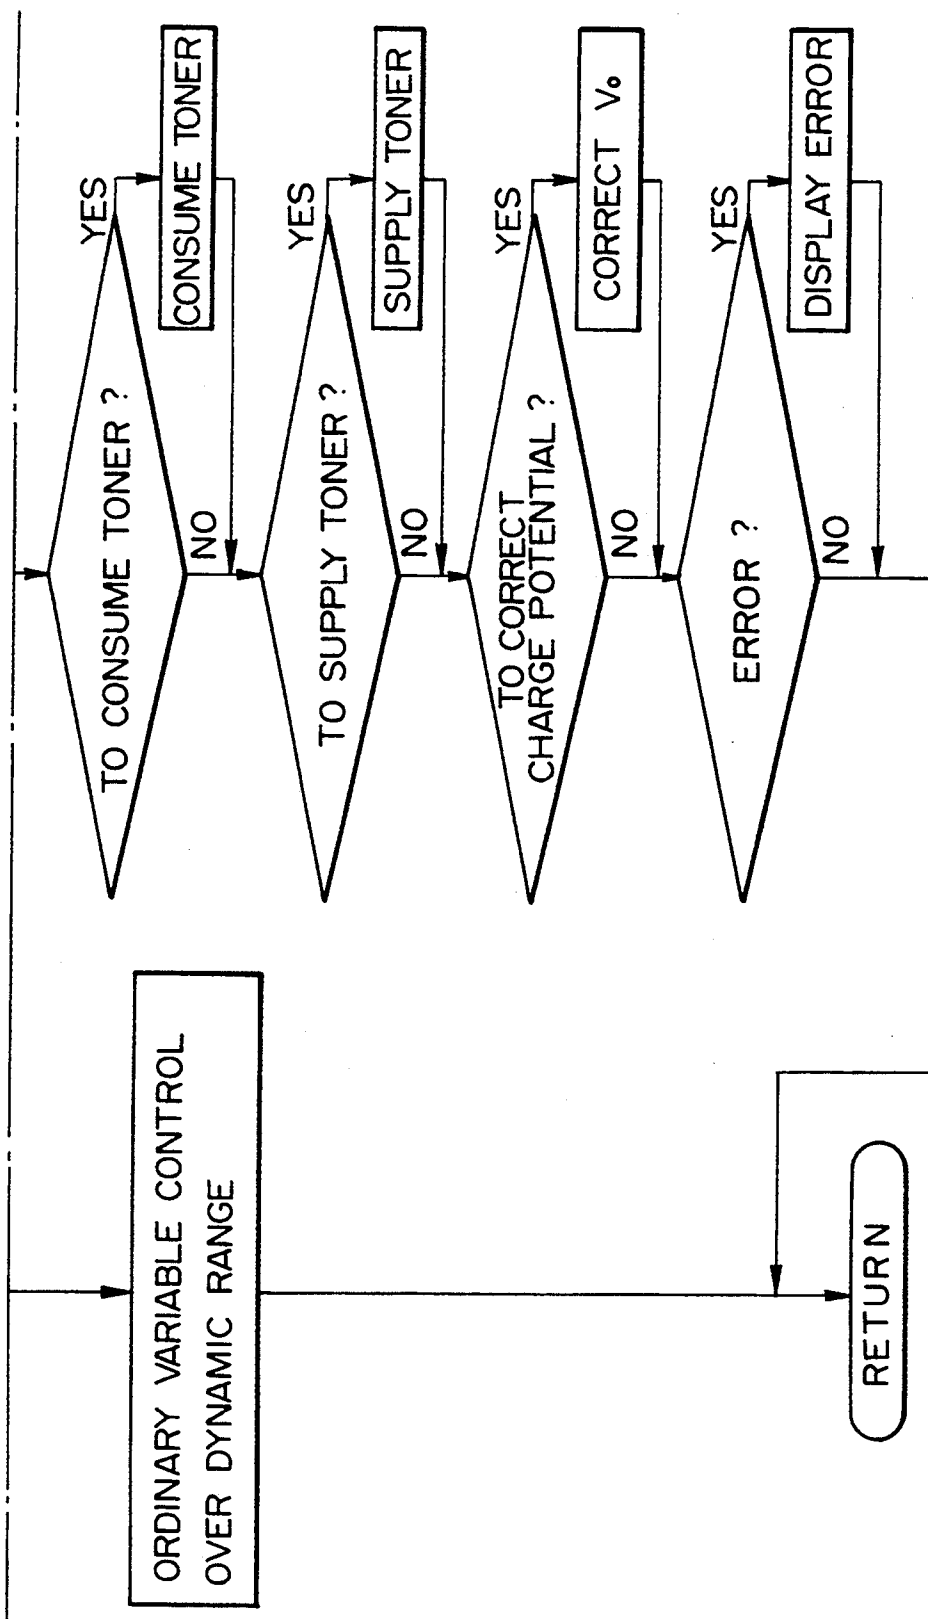 TO CONSUME TONER ?
YES
CONSUME TONER
NO
TO SUPPLY TONER ?
YES
SUPPLY TONER
NO
TO CORRECT
CHARGE POTENTIAL ?
YES
CORRECT V₀
NO
ERROR ?
YES
DISPLAY ERROR
NO
ORDINARY VARIABLE CONTROL
OVER DYNAMIC RANGE
RETURN